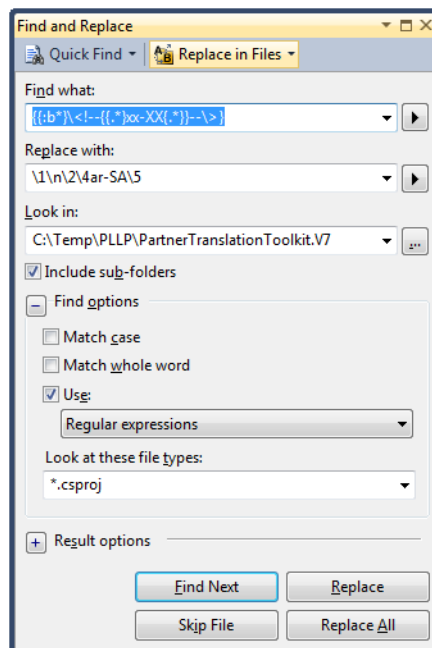 Find and Replace
Quick Find Replace in Files
Find what:
{{:b*}\<!--{{.*}xx-XX{.*}}--\>}
Replace with:
\1\n\2\4ar-SA\5
Look in:
C:\Temp\PLLP\PartnerTranslationToolkit.V7
...
Include sub-folders
Find options
Match case
Match whole word
Use:
Regular expressions
Look at these file types:
*.csproj
Result options
Find Next Replace
Skip File Replace All